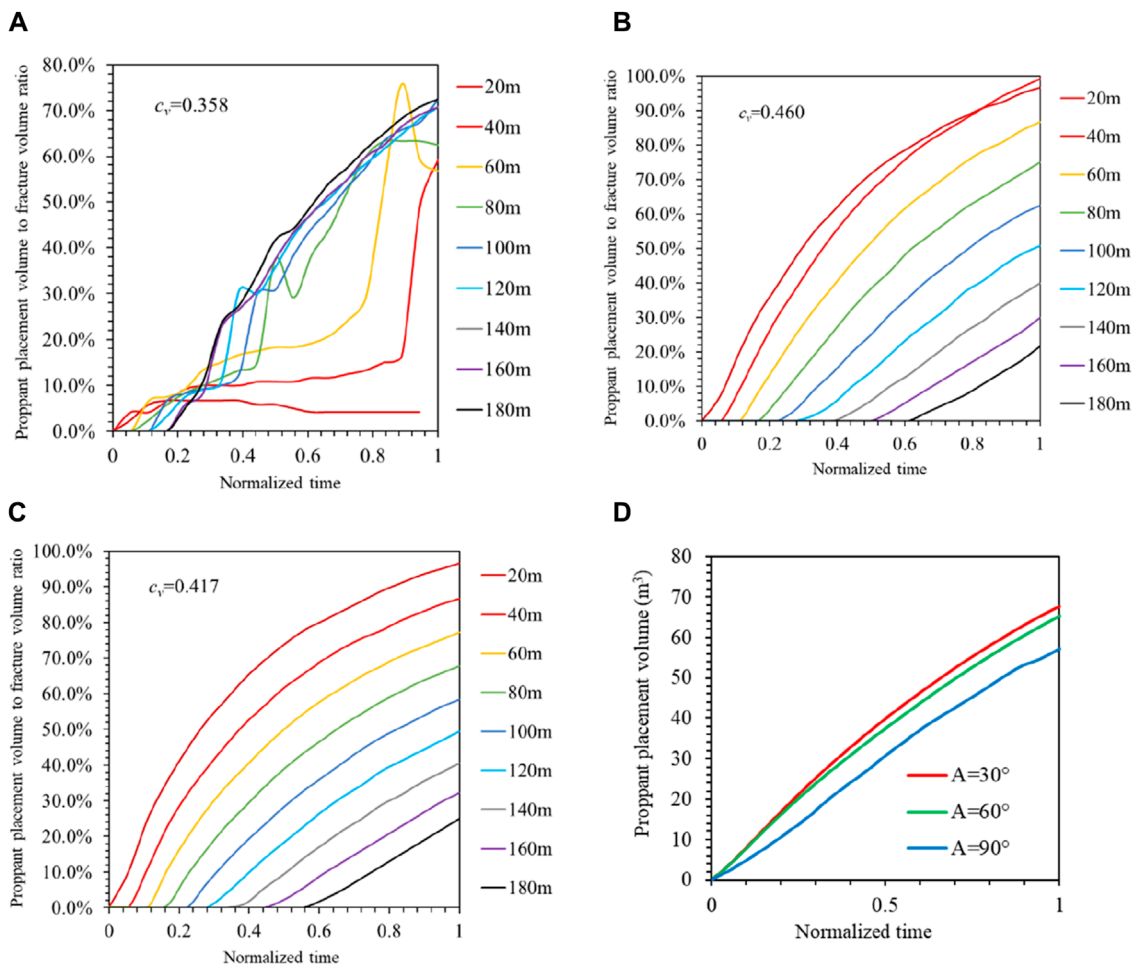 A
Proppant placement volume to fracture volume ratio
80.0%
70.0%
60.0%
50.0%
40.0%
30.0%
20.0%
10.0%
0.0%
cᵥ=0.358
0 0.2 0.4 0.6 0.8 1
Normalized time
20m
40m
60m
80m
100m
120m
140m
160m
180m
B
Proppant placement volume to fracture volume ratio
100.0%
90.0%
80.0%
70.0%
60.0%
50.0%
40.0%
30.0%
20.0%
10.0%
0.0%
cᵥ=0.460
0 0.2 0.4 0.6 0.8 1
Normalized time
20m
40m
60m
80m
100m
120m
140m
160m
180m
C
Proppant placement volume to fracture volume ratio
100.0%
90.0%
80.0%
70.0%
60.0%
50.0%
40.0%
30.0%
20.0%
10.0%
0.0%
cᵥ=0.417
0 0.2 0.4 0.6 0.8 1
Normalized time
20m
40m
60m
80m
100m
120m
140m
160m
180m
D
Proppant placement volume (m³)
80
70
60
50
40
30
20
10
0
A=30°
A=60°
A=90°
0 0.5 1
Normalized time